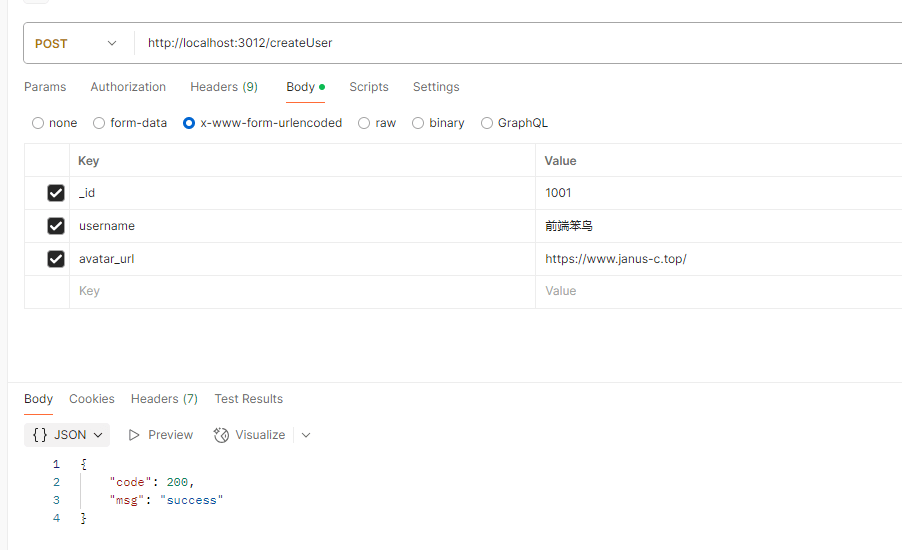 POST http://localhost:3012/createUser
Params Authorization Headers (9) Body Scripts Settings
none form-data x-www-form-urlencoded raw binary GraphQL
Key Value
_id 1001
username 前端笨鸟
avatar_url https://www.janus-c.top/
Key Value
Body Cookies Headers (7) Test Results
{} JSON Preview Visualize
1 {
2 "code": 200,
3 "msg": "success"
4 }